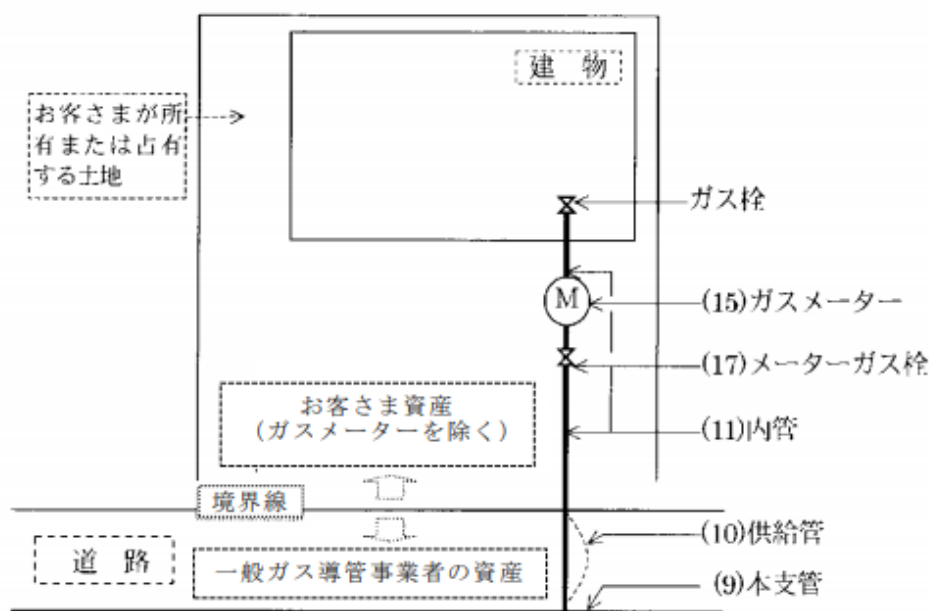 建 物
お客さまが所
有または占有
する土地
ガス栓
M
(15)ガスメーター
(17)メーターガス栓
お客さま資産
(ガスメーターを除く)
(11)内管
境界線
(10)供給管
道 路
一般ガス導管事業者の資産
(9)本支管